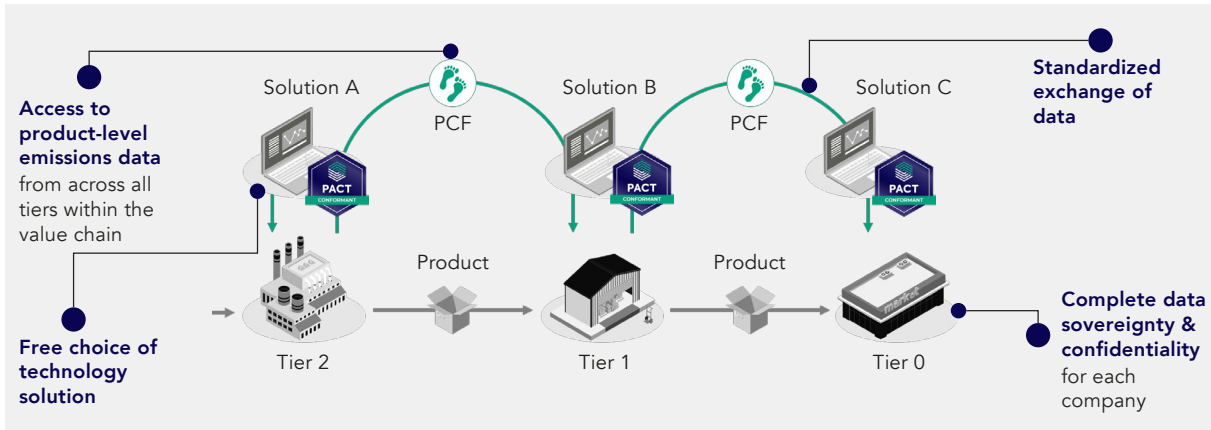 Access to
product-level
emissions data
from across all
tiers within the
value chain
Free choice of
technology
solution
Solution A
PCF
Solution B
PCF
Solution C
PACT
CONFORMANT
PACT
CONFORMANT
PACT
CONFORMANT
Product
Product
market
Tier 2
Tier 1
Tier 0
Standardized
exchange of
data
Complete data
sovereignty &
confidentiality
for each
company